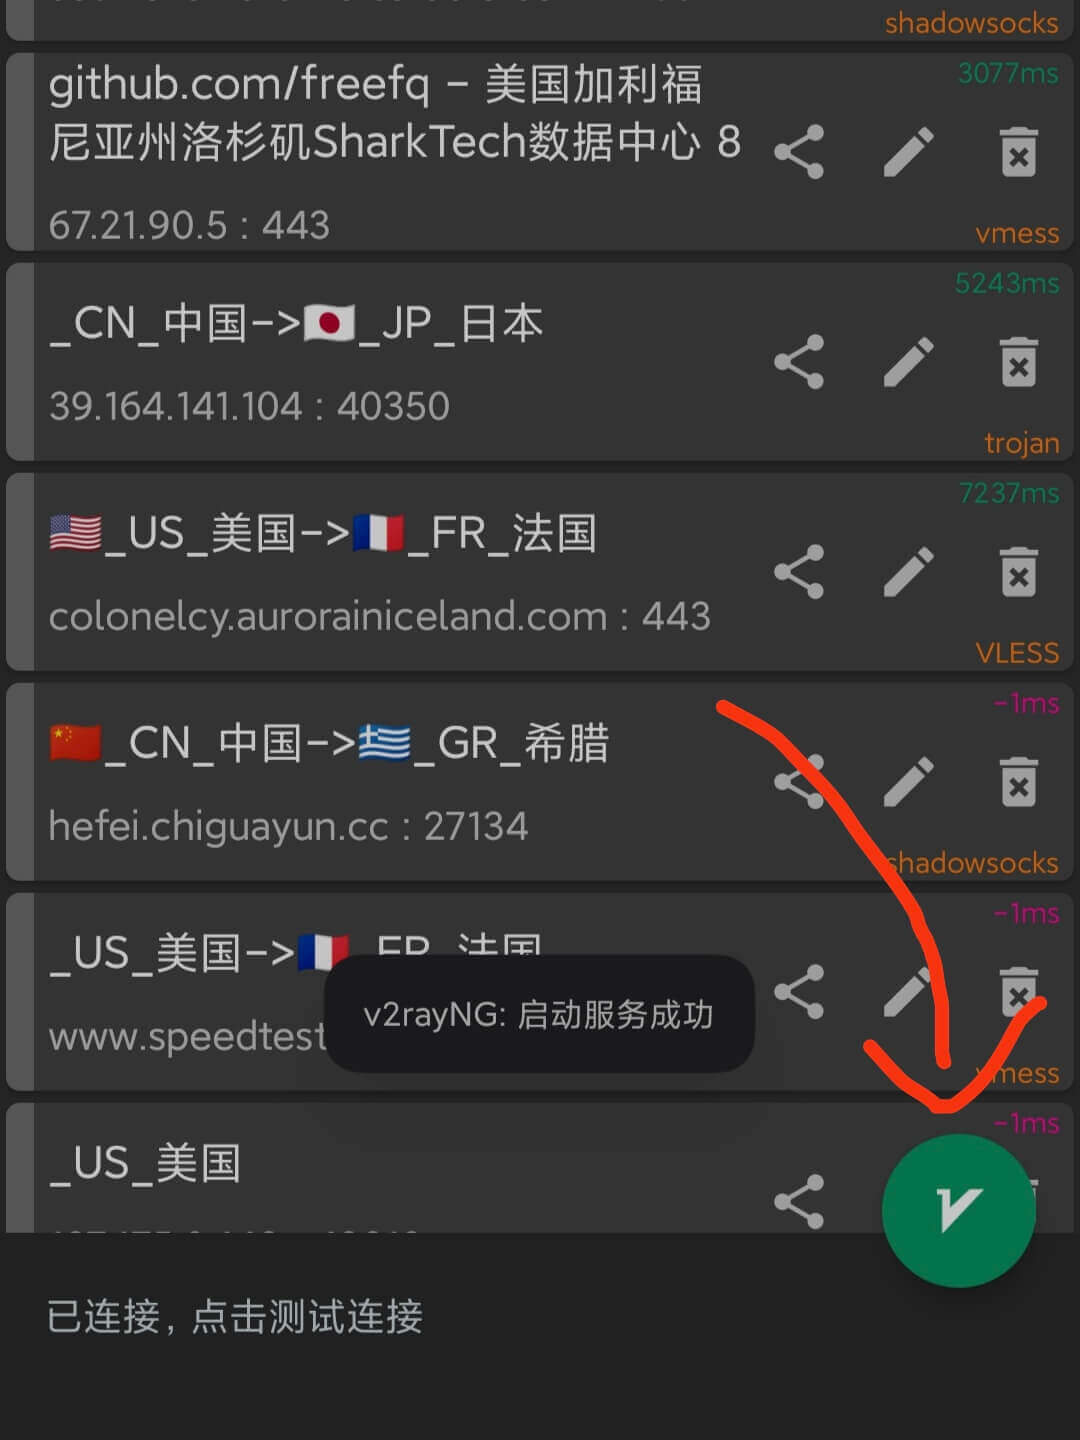 shadowsocks
github.com/freefq - 美国加利福
尼亚州洛杉矶SharkTech数据中心 8
67.21.90.5 : 443
3077ms
vmess
_CN_中国->🇯🇵_JP_日本
39.164.141.104 : 40350
5243ms
trojan
🇺🇸_US_美国->🇫🇷_FR_法国
colonelcy.aurorainiceland.com : 443
7237ms
VLESS
🇨🇳_CN_中国->🇬🇷_GR_希腊
hefei.chiguayun.cc : 27134
-1ms
shadowsocks
_US_美国->🇫🇷_FR_法国
www.speedtest
-1ms
vmess
v2rayNG: 启动服务成功
_US_美国
-1ms
已连接，点击测试连接